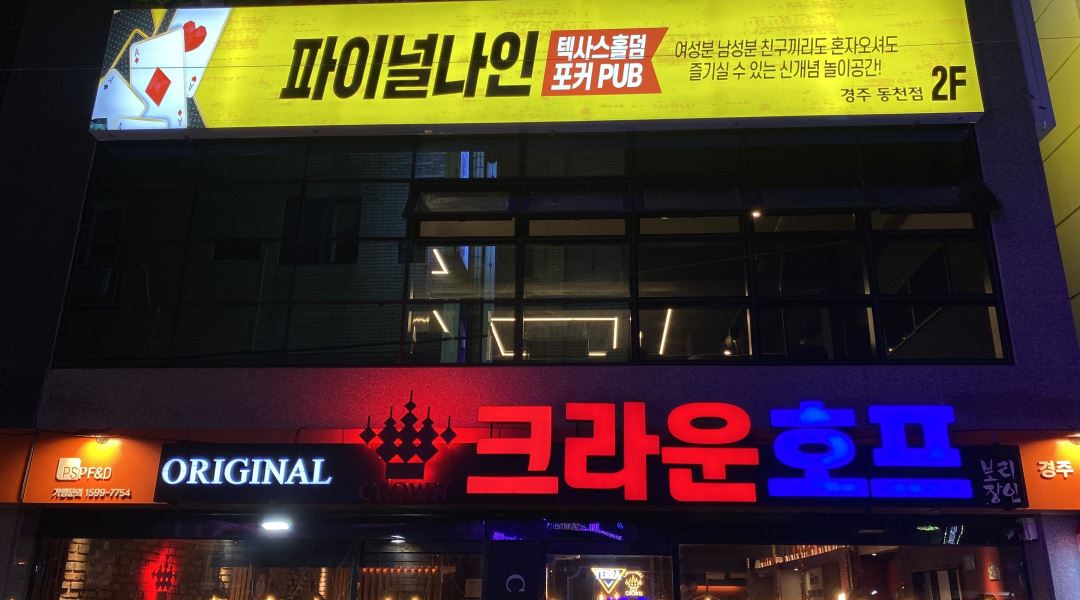 파이널나인
텍사스홀덤
포커 PUB
여성분 남성분 친구끼리도 혼자오셔도
즐기실 수 있는 신개념 놀이공간!
경주 동천점 2F
PSPF&D
가맹문의 1599-7754
ORIGINAL
CROWN
크라운호프
보리
장인
경주
TERRA
CROWN